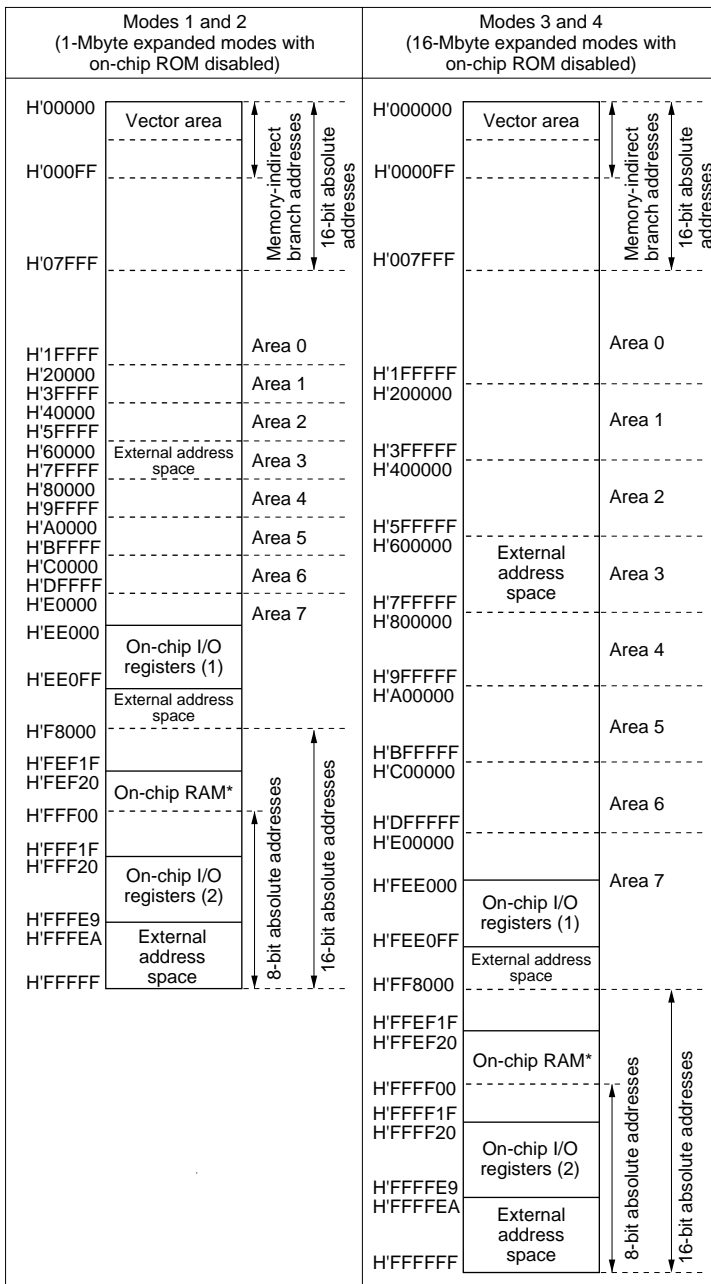 Modes 1 and 2
(1-Mbyte expanded modes with
on-chip ROM disabled)
H'00000
Vector area
H'000FF
H'07FFF
Memory-indirect
branch addresses
16-bit absolute
addresses
H'1FFFF
Area 0
H'20000
H'3FFFF
Area 1
H'40000
H'5FFFF
Area 2
H'60000
H'7FFFF
External address
space
Area 3
H'80000
H'9FFFF
Area 4
H'A0000
H'BFFFF
Area 5
H'C0000
H'DFFFF
Area 6
H'E0000
Area 7
H'EE000
On-chip I/O
registers (1)
H'EE0FF
External address
space
H'F8000
H'FEF1F
H'FEF20
On-chip RAM*
H'FFF00
H'FFF1F
H'FFF20
On-chip I/O
registers (2)
H'FFFE9
H'FFFEA
External
address
space
H'FFFFF
8-bit absolute addresses
16-bit absolute addresses
Modes 3 and 4
(16-Mbyte expanded modes with
on-chip ROM disabled)
H'000000
Vector area
H'0000FF
H'007FFF
Memory-indirect
branch addresses
16-bit absolute
addresses
Area 0
H'1FFFFF
H'200000
Area 1
H'3FFFFF
H'400000
Area 2
H'5FFFFF
H'600000
External
address
space
Area 3
H'7FFFFF
H'800000
Area 4
H'9FFFFF
H'A00000
Area 5
H'BFFFFF
H'C00000
Area 6
H'DFFFFF
H'E00000
Area 7
H'FEE000
On-chip I/O
registers (1)
H'FEE0FF
External address
space
H'FF8000
H'FFEF1F
H'FFEF20
On-chip RAM*
H'FFFF00
H'FFFF1F
H'FFFF20
On-chip I/O
registers (2)
H'FFFFE9
H'FFFFEA
External
address
space
H'FFFFFF
8-bit absolute addresses
16-bit absolute addresses